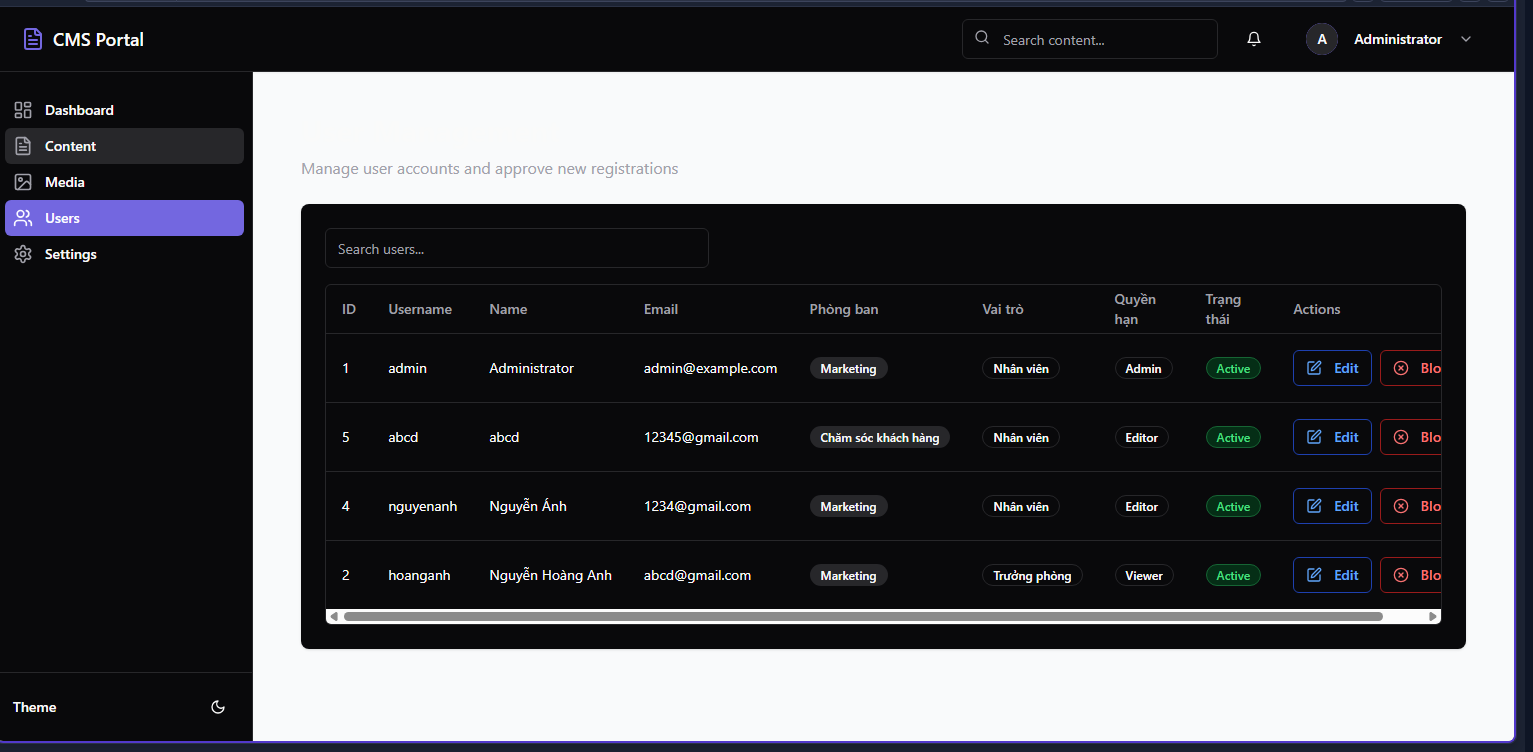 CMS Portal
Search content...
A
Administrator
Dashboard
Content
Media
Users
Settings
Theme
Manage user accounts and approve new registrations
Search users...
ID Username Name Email Phòng ban Vai trò Quyền hạn Trạng thái Actions
1 admin Administrator admin@example.com Marketing Nhân viên Admin Active Edit Blo
5 abcd abcd 12345@gmail.com Chăm sóc khách hàng Nhân viên Editor Active Edit Blo
4 nguyenanh Nguyễn Ánh 1234@gmail.com Marketing Nhân viên Editor Active Edit Blo
2 hoanganh Nguyễn Hoàng Anh abcd@gmail.com Marketing Trưởng phòng Viewer Active Edit Blo